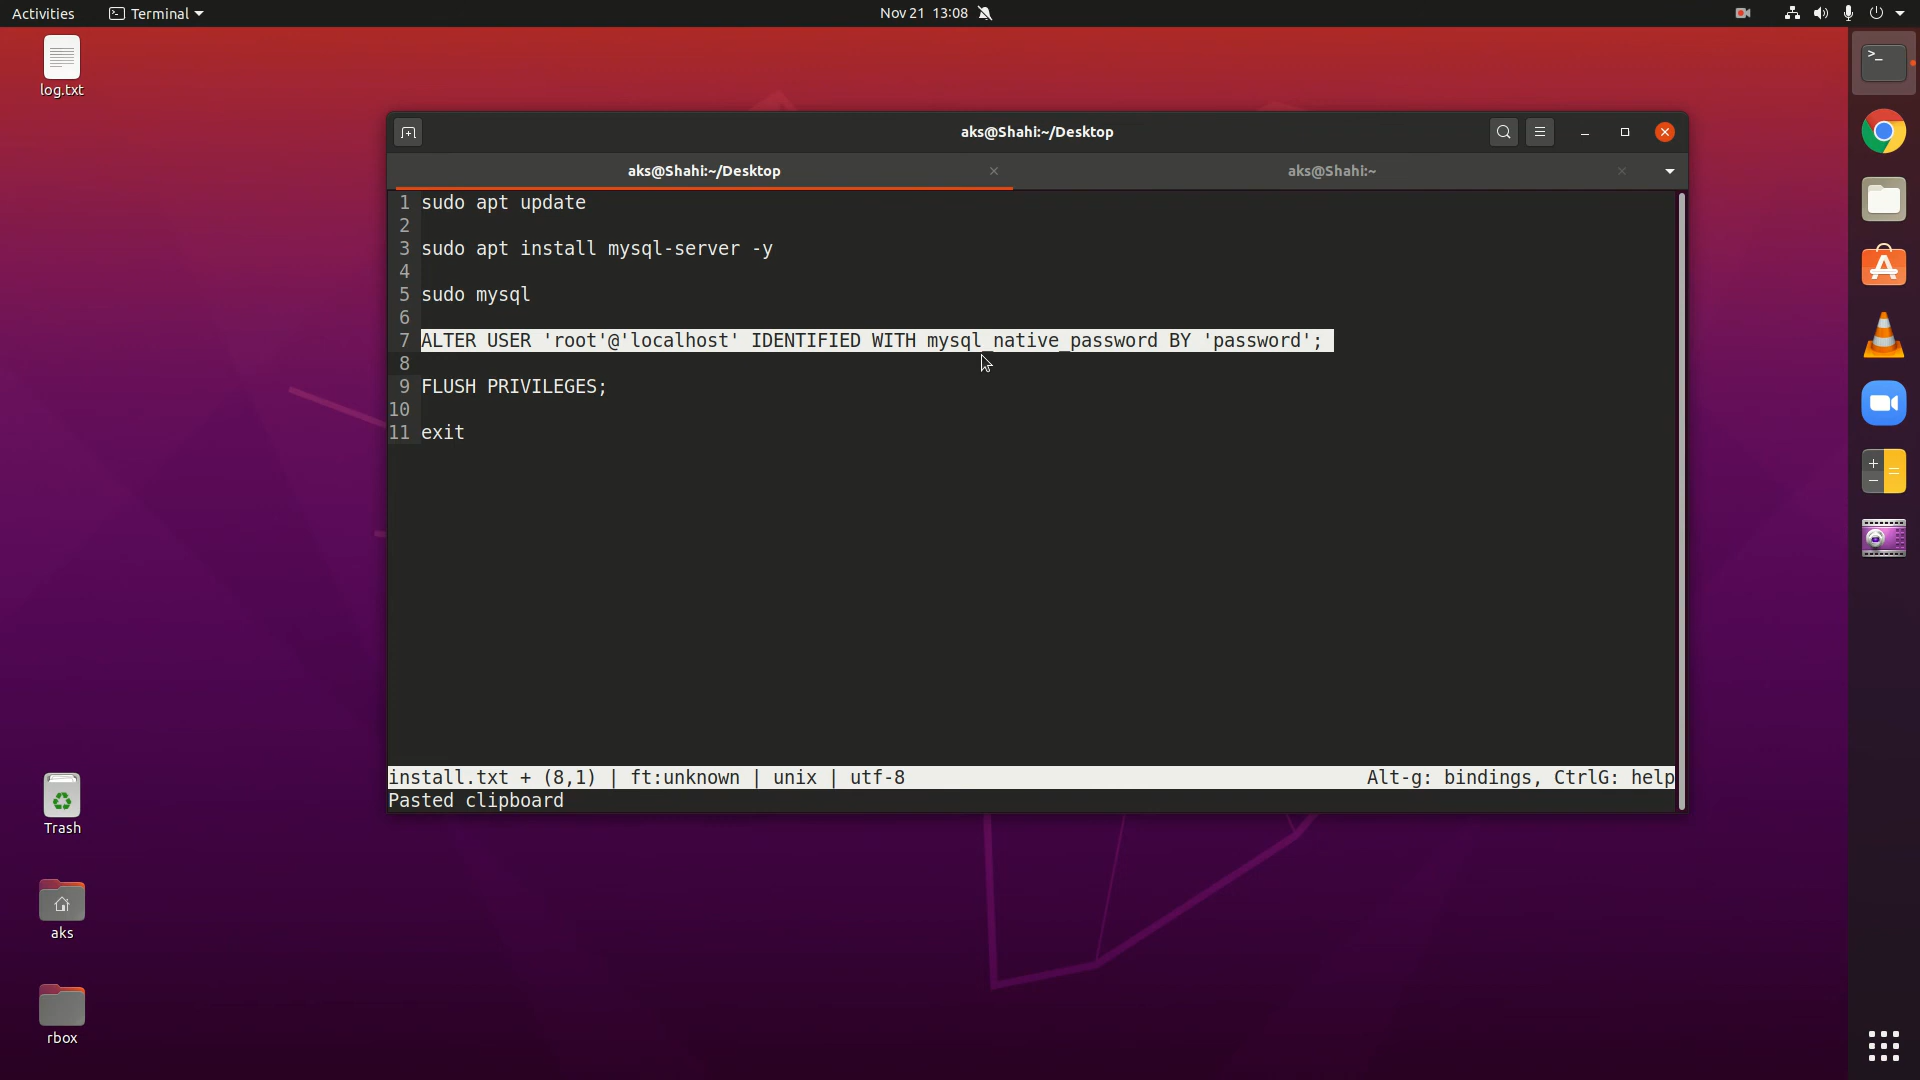 Activities
Terminal
Nov 21 13:08
log.txt
aks@Shahi:~/Desktop
aks@Shahi:~/Desktop
aks@Shahi:~
1 sudo apt update
2
3 sudo apt install mysql-server -y
4
5 sudo mysql
6
7 ALTER USER 'root'@'localhost' IDENTIFIED WITH mysql_native_password BY 'password';
8
9 FLUSH PRIVILEGES;
10
11 exit
install.txt + (8,1) | ft:unknown | unix | utf-8 Alt-g: bindings, CtrlG: help
Pasted clipboard
Trash
aks
rbox